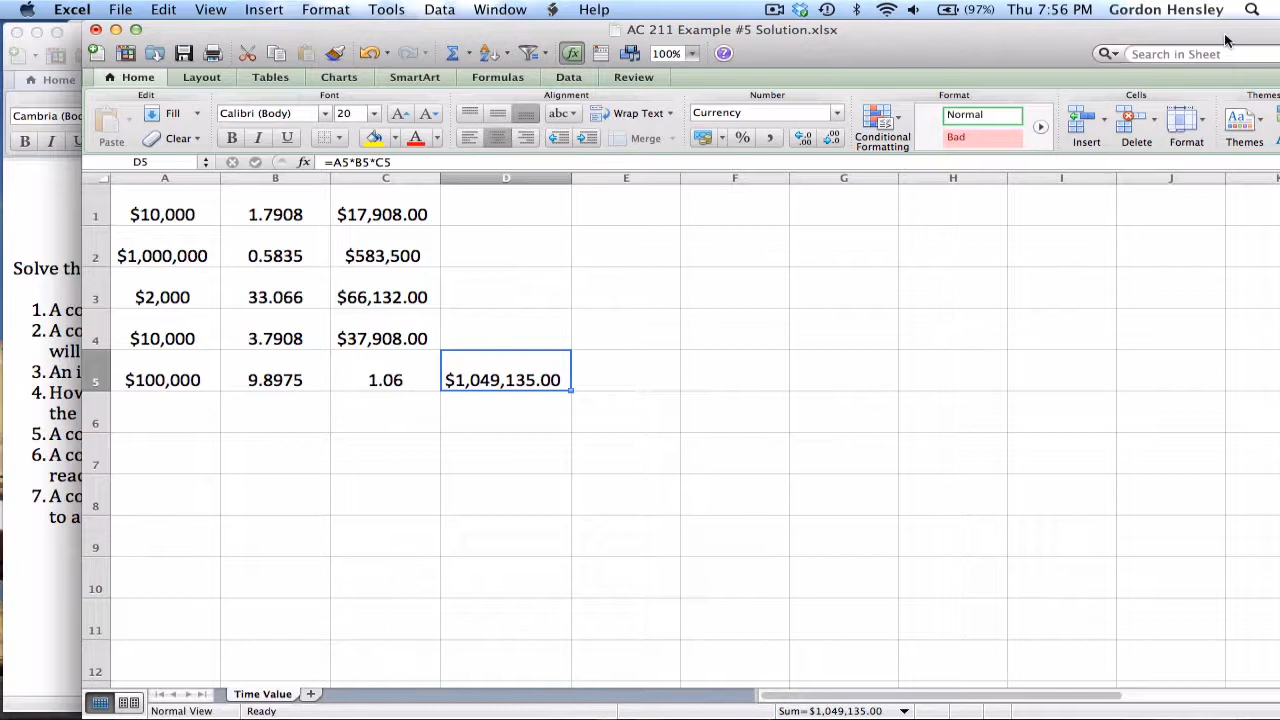 Excel File Edit View Insert Format Tools Data Window Help (97%) Thu 7:56 PM Gordon Hensley
AC 211 Example #5 Solution.xlsx
100% Search in Sheet
Home
Home Layout Tables Charts SmartArt Formulas Data Review
Edit Font Alignment Number Format Cells Themes
Cambria (Bod
Paste Fill Calibri (Body) 20 abc Wrap Text Currency Normal
Conditional Formatting Insert Delete Format Themes
B I Clear B I U Merge % Bad
D5 fx =A5*B5*C5
A B C D E F G H I J
1 $10,000 1.7908 $17,908.00
2 $1,000,000 0.5835 $583,500
3 $2,000 33.066 $66,132.00
4 $10,000 3.7908 $37,908.00
5 $100,000 9.8975 1.06 $1,049,135.00
6
7
8
9
10
11
12
Solve th
1. A co
2. A co
will
3. An i
4. How
the
5. A co
6. A co
reac
7. A co
to a
Time Value
Normal View Ready Sum=$1,049,135.00